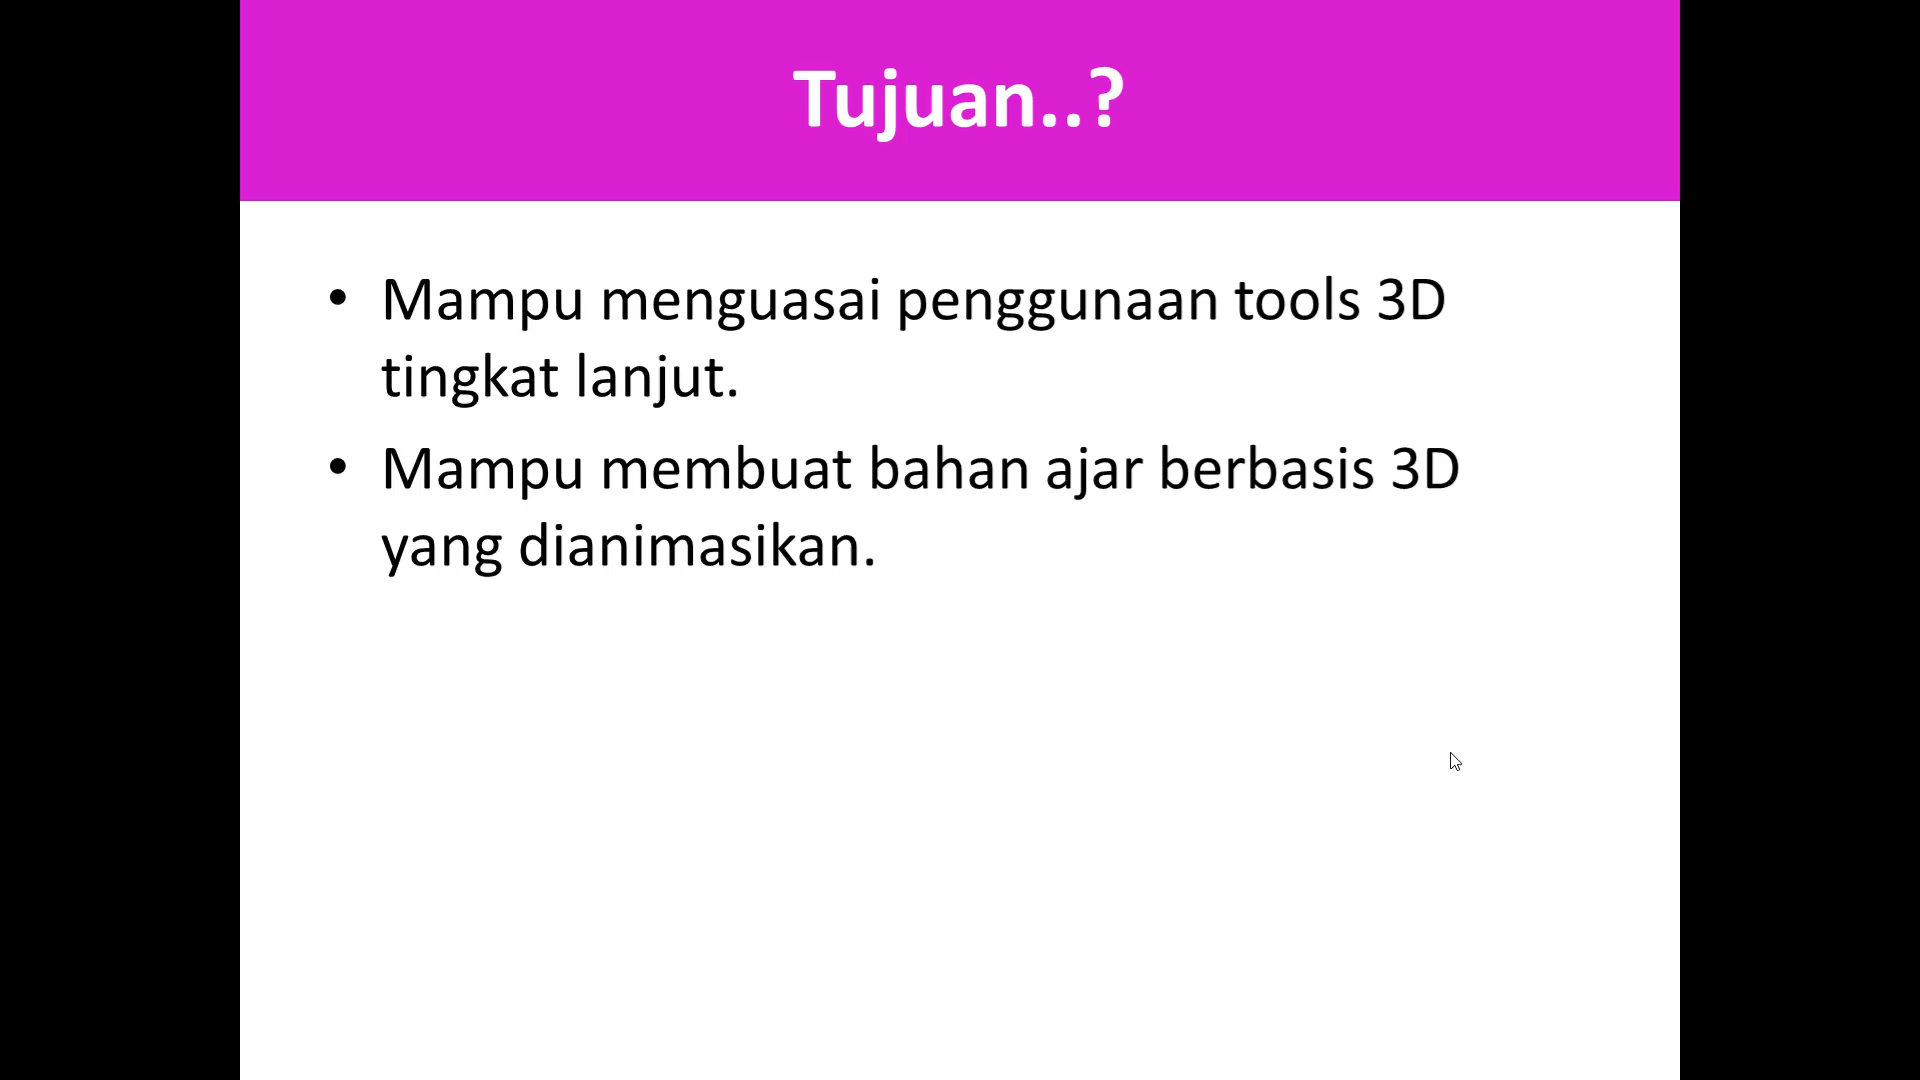 Tujuan..?
• Mampu menguasai penggunaan tools 3D
tingkat lanjut.
• Mampu membuat bahan ajar berbasis 3D
yang dianimasikan.